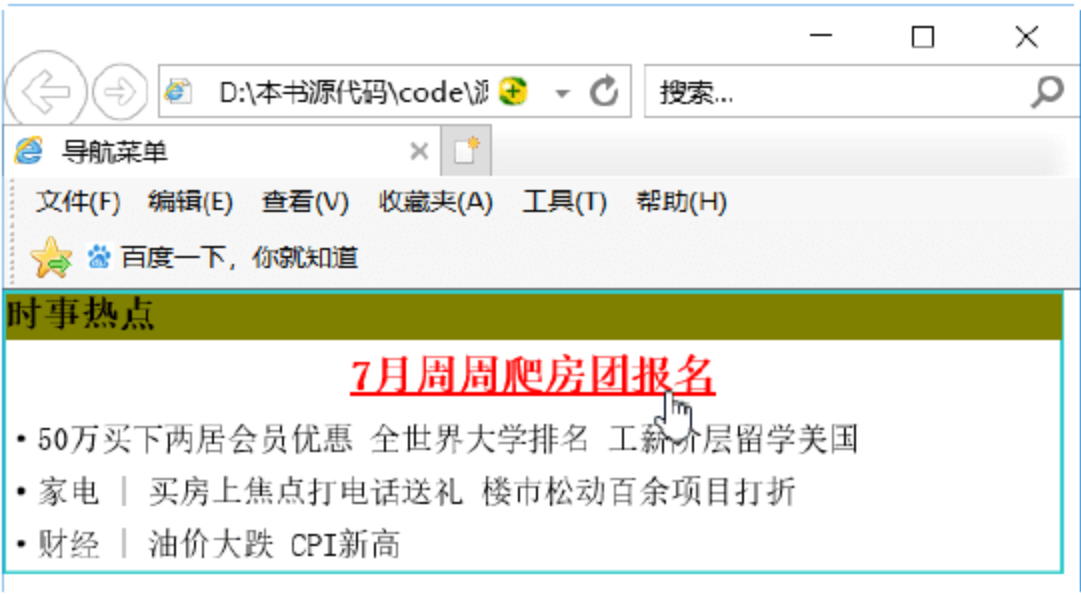 D:\本书源代码\code\源
搜索...
导航菜单
文件(F) 编辑(E) 查看(V) 收藏夹(A) 工具(T) 帮助(H)
百度一下，你就知道
时事热点
7月周周爬房团报名
·50万买下两居会员优惠 全世界大学排名 工薪阶层留学美国
·家电 | 买房上焦点打电话送礼 楼市松动百余项目打折
·财经 | 油价大跌 CPI新高